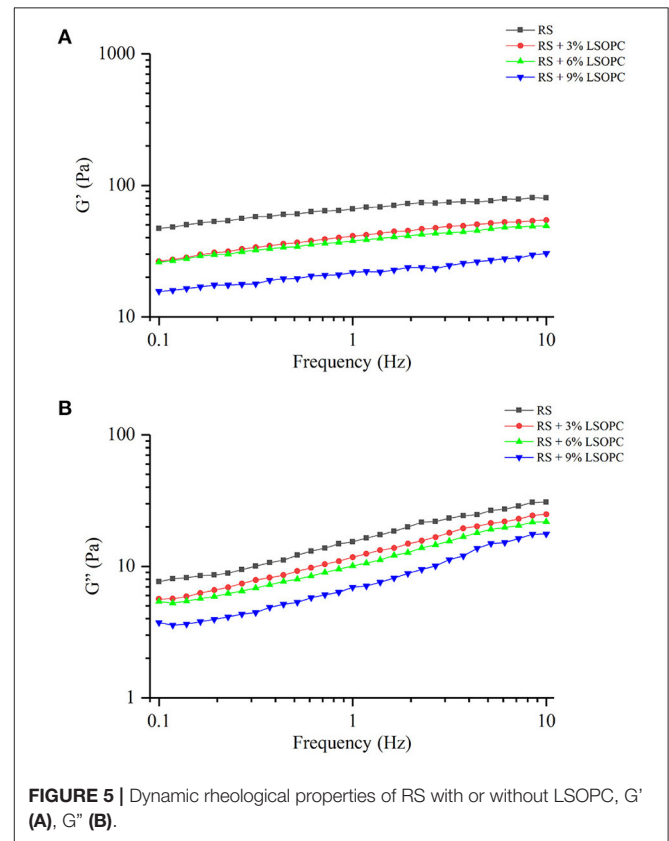 A
RS
RS + 3% LSOPC
RS + 6% LSOPC
RS + 9% LSOPC
1000
100
10
G' (Pa)
0.1 1 10
Frequency (Hz)
B
RS
RS + 3% LSOPC
RS + 6% LSOPC
RS + 9% LSOPC
100
10
1
G" (Pa)
0.1 1 10
Frequency (Hz)
FIGURE 5 | Dynamic rheological properties of RS with or without LSOPC, G'
(A), G" (B).